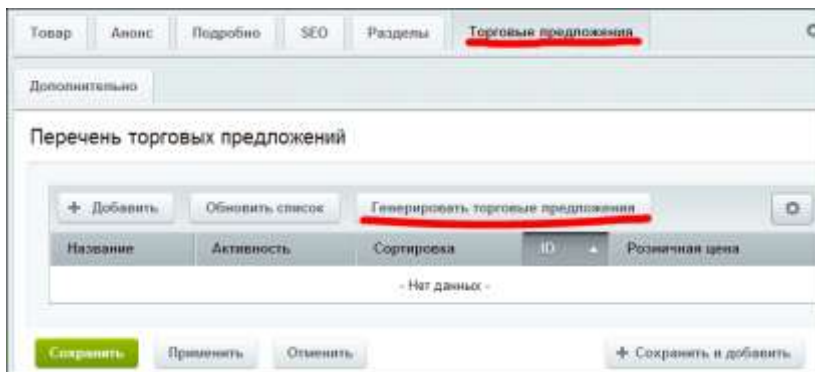 Товар Анонс Подробно SEO Разделы Торговые предложения
Дополнительно
Перечень торговых предложений
+ Добавить Обновить список Генерировать торговые предложения
Название Активность Сортировка ID Розничная цена
- Нет данных -
Сохранить Применить Отменить + Сохранить и добавить